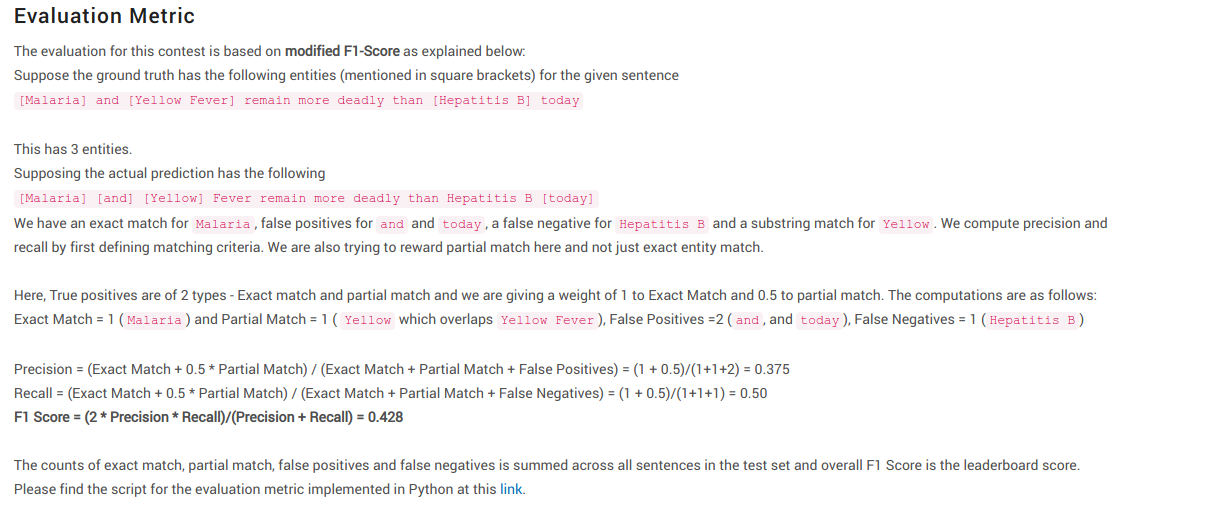 Evaluation Metric
The evaluation for this contest is based on modified F1-Score as explained below:
Suppose the ground truth has the following entities (mentioned in square brackets) for the given sentence
[Malaria] and [Yellow Fever] remain more deadly than [Hepatitis B] today
This has 3 entities.
Supposing the actual prediction has the following
[Malaria] [and] [Yellow] Fever remain more deadly than Hepatitis B [today]
We have an exact match for Malaria , false positives for and and today , a false negative for Hepatitis B and a substring match for Yellow . We compute precision and
recall by first defining matching criteria. We are also trying to reward partial match here and not just exact entity match.
Here, True positives are of 2 types - Exact match and partial match and we are giving a weight of 1 to Exact Match and 0.5 to partial match. The computations are as follows:
Exact Match = 1 ( Malaria ) and Partial Match = 1 ( Yellow which overlaps Yellow Fever ), False Positives =2 ( and , and today ), False Negatives = 1 ( Hepatitis B )
Precision = (Exact Match + 0.5 * Partial Match) / (Exact Match + Partial Match + False Positives) = (1 + 0.5)/(1+1+2) = 0.375
Recall = (Exact Match + 0.5 * Partial Match) / (Exact Match + Partial Match + False Negatives) = (1 + 0.5)/(1+1+1) = 0.50
F1 Score = (2 * Precision * Recall)/(Precision + Recall) = 0.428
The counts of exact match, partial match, false positives and false negatives is summed across all sentences in the test set and overall F1 Score is the leaderboard score.
Please find the script for the evaluation metric implemented in Python at this link.